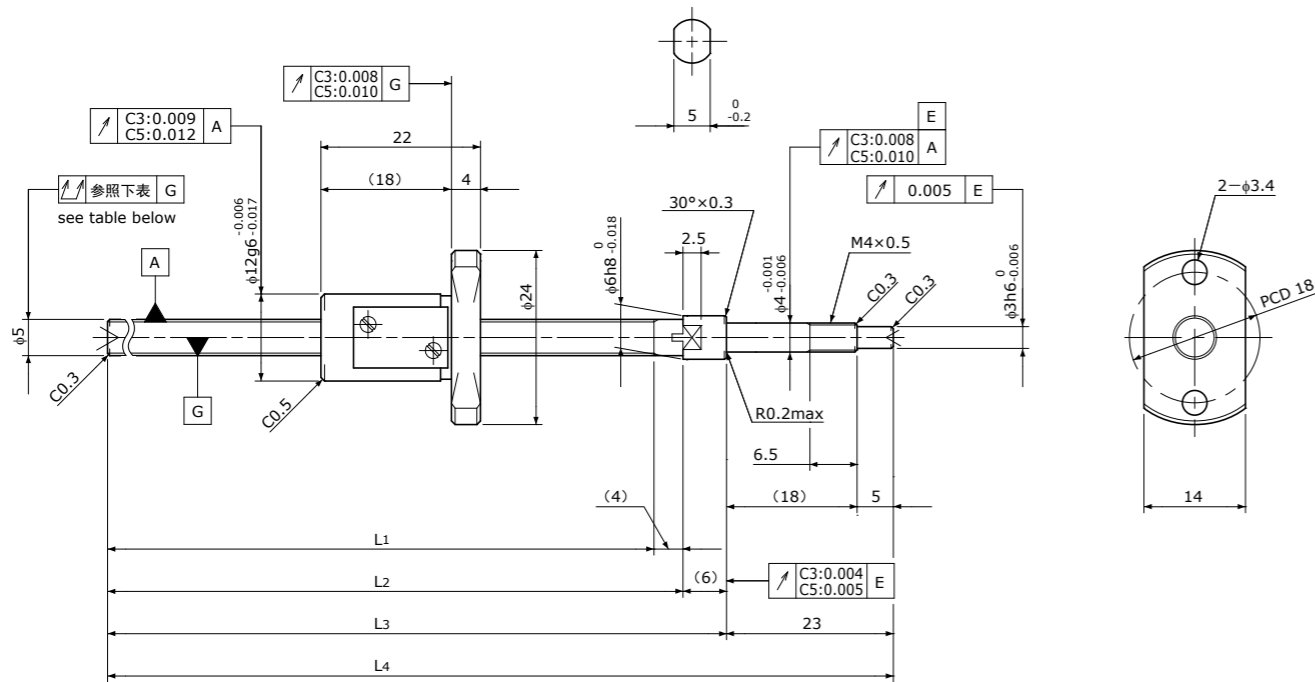 5 0 -0.2
C3:0.008
C5:0.010 G
C3:0.009
C5:0.012 A
参照下表 G
see table below
22
(18) 4
φ12g6 -0.006 -0.017
φ24
φ5
A
G
C0.3
C0.5
φ6h8 0 -0.018
30°×0.3
2.5
E
C3:0.008
C5:0.010 A
0.005 E
φ4 -0.001 -0.006
M4×0.5
C0.3
C0.3
φ3h6 0 -0.006
R0.2max
6.5
(18) 5
(4)
L1
L2
(6)
C3:0.004
C5:0.005 E
L3
23
L4
2−φ3.4
PCD 18
14